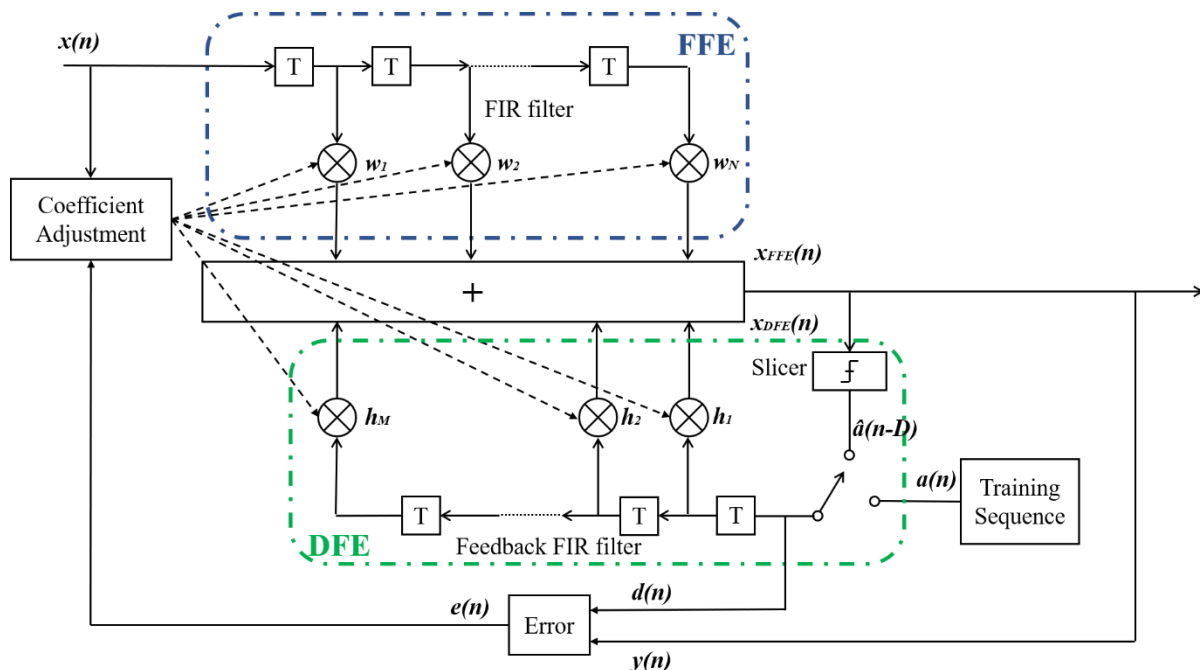 x(n)
FFE
T
T
T
FIR filter
w1
w2
wN
Coefficient
Adjustment
xFFE(n)
+
xDFE(n)
Slicer
hM
h2
h1
â(n-D)
a(n)
Training
Sequence
T
T
T
DFE
Feedback FIR filter
d(n)
e(n)
Error
y(n)